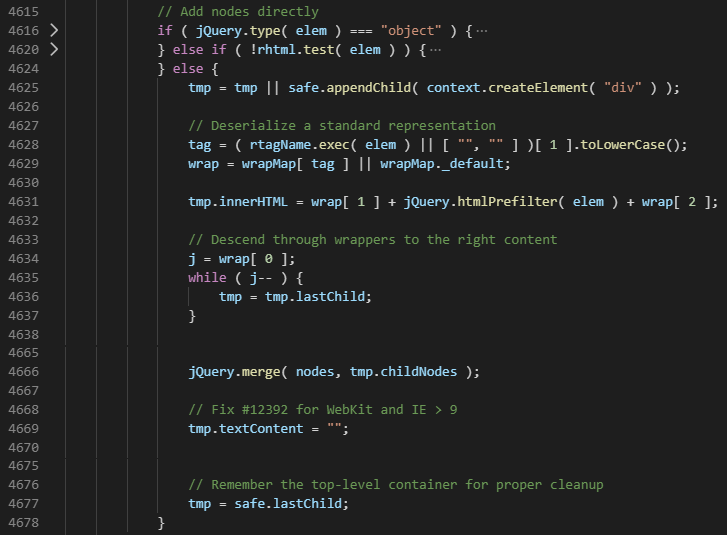 4615 // Add nodes directly
4616 if ( jQuery.type( elem ) === "object" ) {···
4620 } else if ( !rhtml.test( elem ) ) {···
4624 } else {
4625 tmp = tmp || safe.appendChild( context.createElement( "div" ) );
4626
4627 // Deserialize a standard representation
4628 tag = ( rtagName.exec( elem ) || [ "", "" ] )[ 1 ].toLowerCase();
4629 wrap = wrapMap[ tag ] || wrapMap._default;
4630
4631 tmp.innerHTML = wrap[ 1 ] + jQuery.htmlPrefilter( elem ) + wrap[ 2 ];
4632
4633 // Descend through wrappers to the right content
4634 j = wrap[ 0 ];
4635 while ( j-- ) {
4636 tmp = tmp.lastChild;
4637 }
4638
4665
4666 jQuery.merge( nodes, tmp.childNodes );
4667
4668 // Fix #12392 for WebKit and IE > 9
4669 tmp.textContent = "";
4670
4675
4676 // Remember the top-level container for proper cleanup
4677 tmp = safe.lastChild;
4678 }